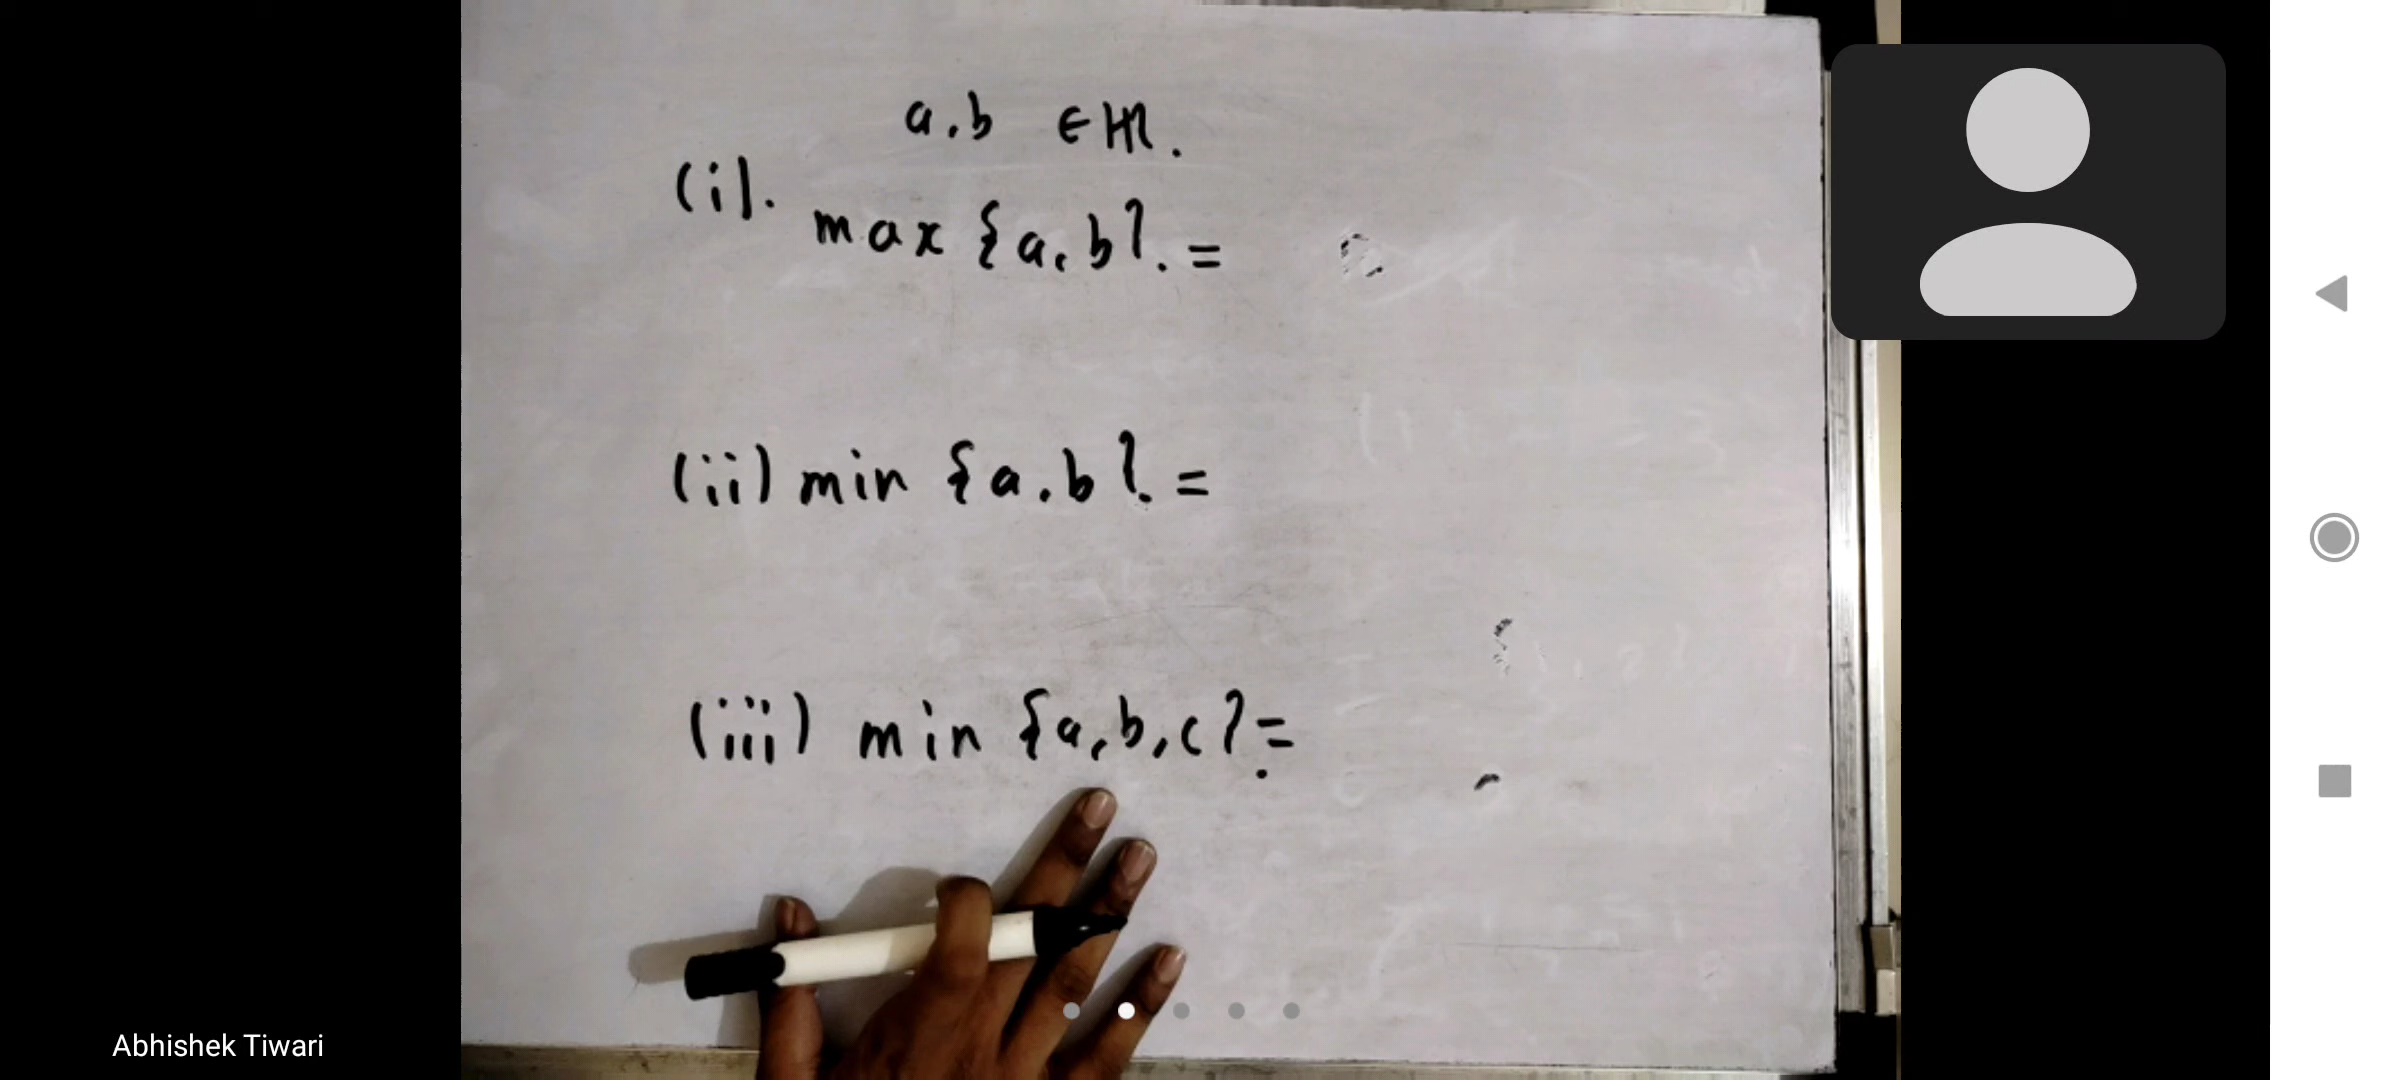 a, b ∈ ℝ.
(i). max {a, b}. =
(ii) min {a, b}. =
(iii) min {a, b, c} =
Abhishek Tiwari